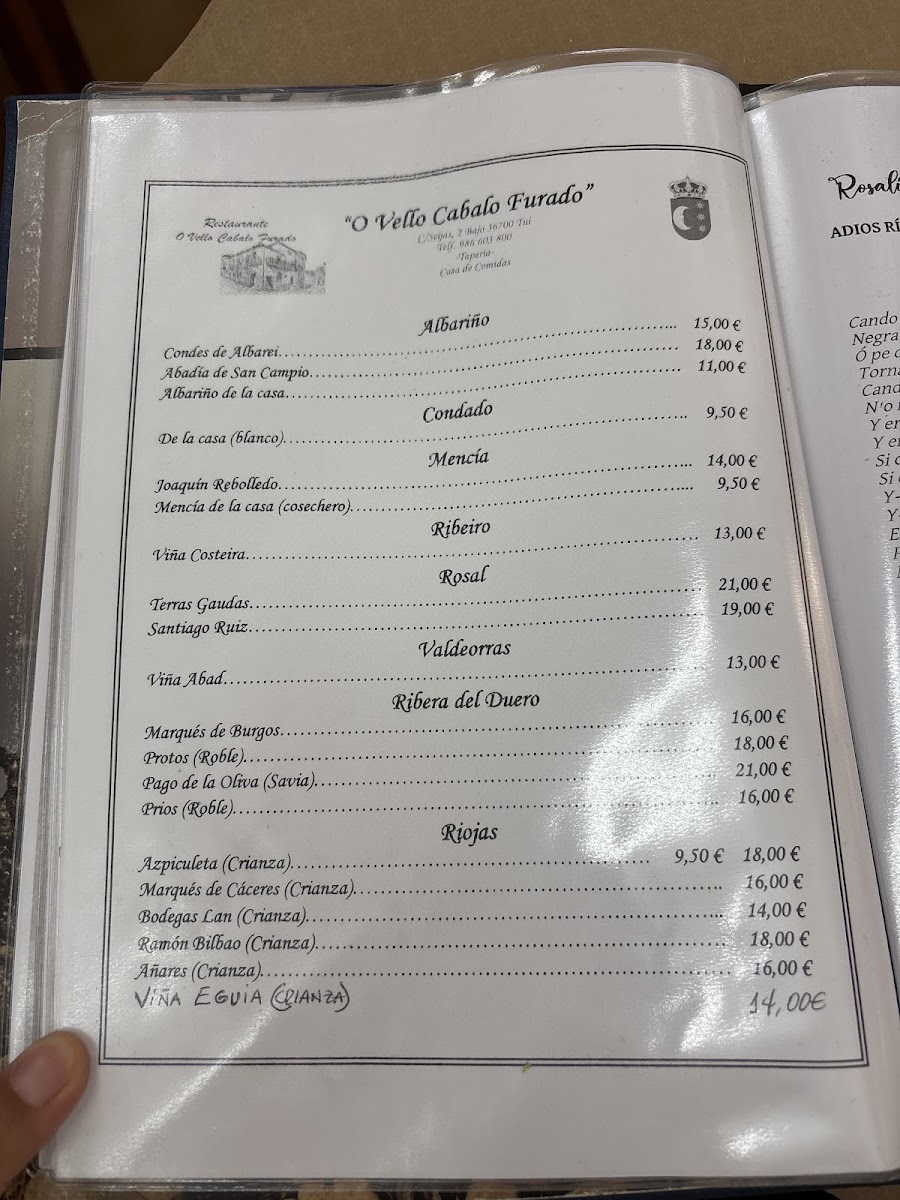 Restaurante
O Vello Cabalo Furado
"O Vello Cabalo Furado"
C/Seijas, 2 Bajo 36700 Tui
Telf. 986 603 800
-Tapería-
Casa de Comidas
Albariño
Condes de Albarei 15,00 €
Abadía de San Campio 18,00 €
Albariño de la casa 11,00 €
Condado
De la casa (blanco) 9,50 €
Mencía
Joaquín Rebolledo 14,00 €
Mencía de la casa (cosechero) 9,50 €
Ribeiro
Viña Costeira 13,00 €
Rosal
Terras Gaudas 21,00 €
Santiago Ruiz 19,00 €
Valdeorras
Viña Abad 13,00 €
Ribera del Duero
Marqués de Burgos 16,00 €
Protos (Roble) 18,00 €
Pago de la Oliva (Savia) 21,00 €
Prios (Roble) 16,00 €
Riojas
Azpiculeta (Crianza) 9,50 € 18,00 €
Marqués de Cáceres (Crianza) 16,00 €
Bodegas Lan (Crianza) 14,00 €
Ramón Bilbao (Crianza) 18,00 €
Añares (Crianza) 16,00 €
VIÑA EGUIA (CRIANZA) 14,00€
ADIOS
Cando
Ó pe
Y
Si
Si